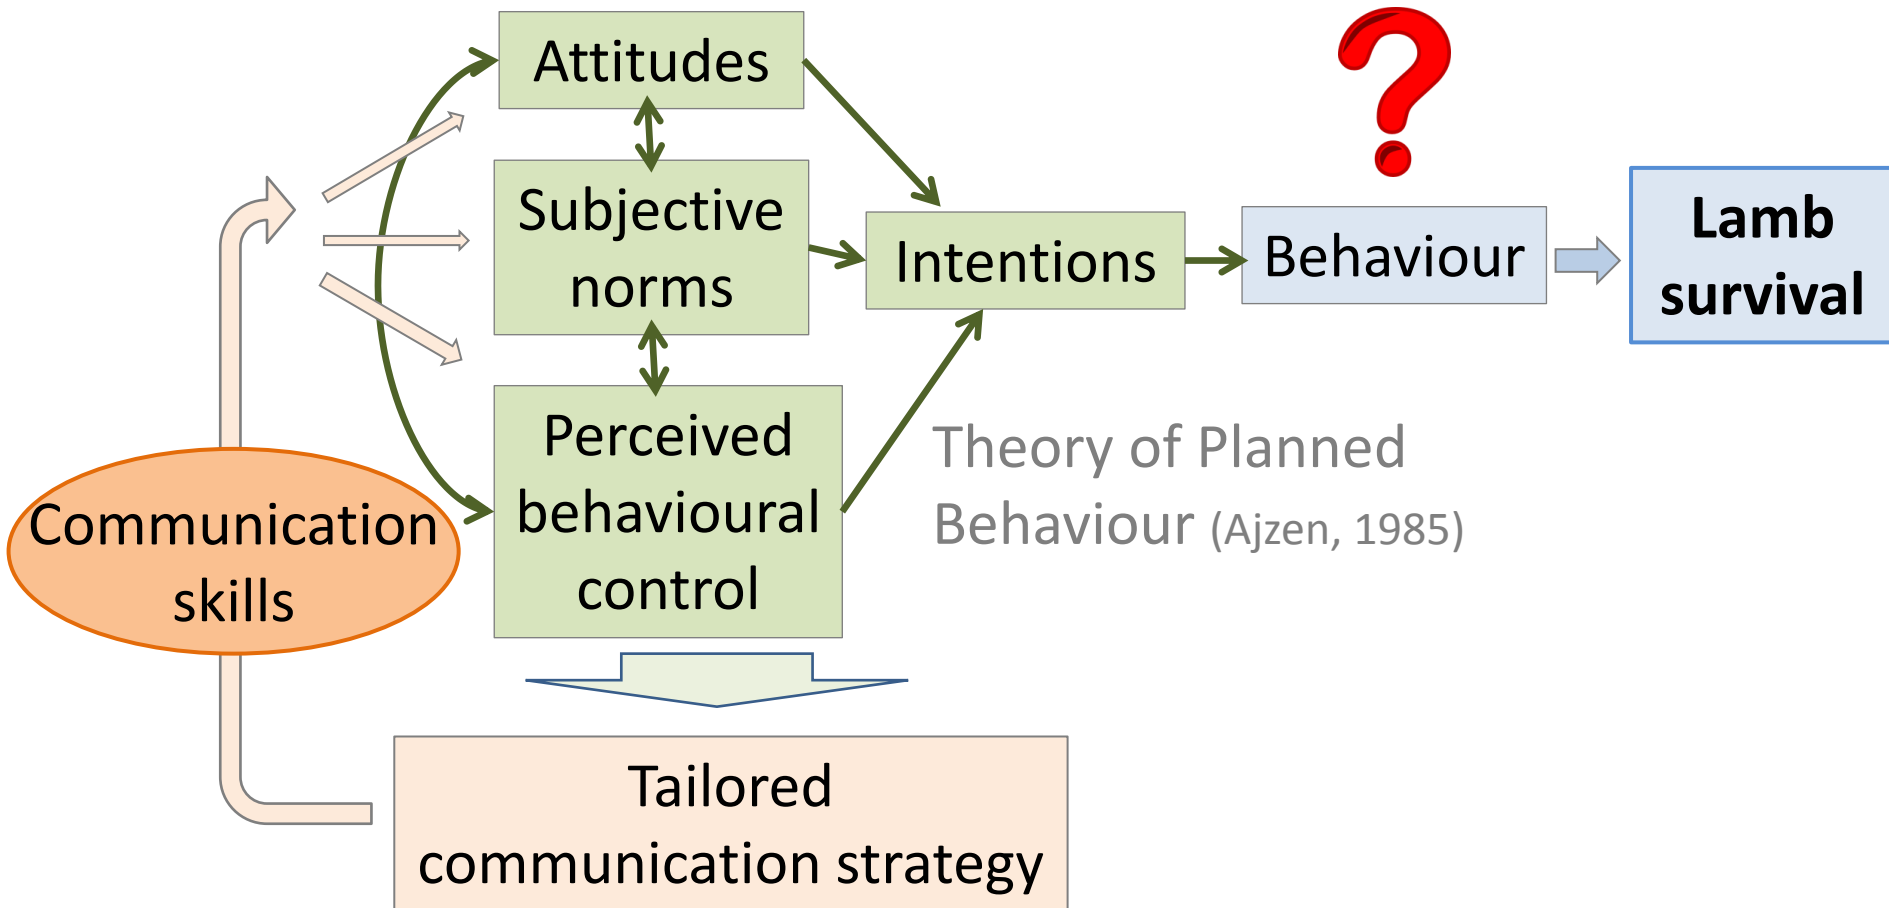 Attitudes
Subjective
norms
Perceived
behavioural
control
Intentions
Behaviour
Lamb
survival
Theory of Planned
Behaviour (Ajzen, 1985)
Communication
skills
Tailored
communication strategy